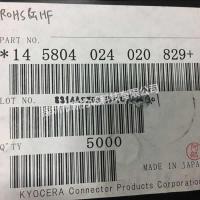 ROHS&HF
PART NO.
*14 5804 024 020 829+
LOT NO.
Q'TY
5000
MADE IN JAPAN
KYOCERA Connector Products Corporation